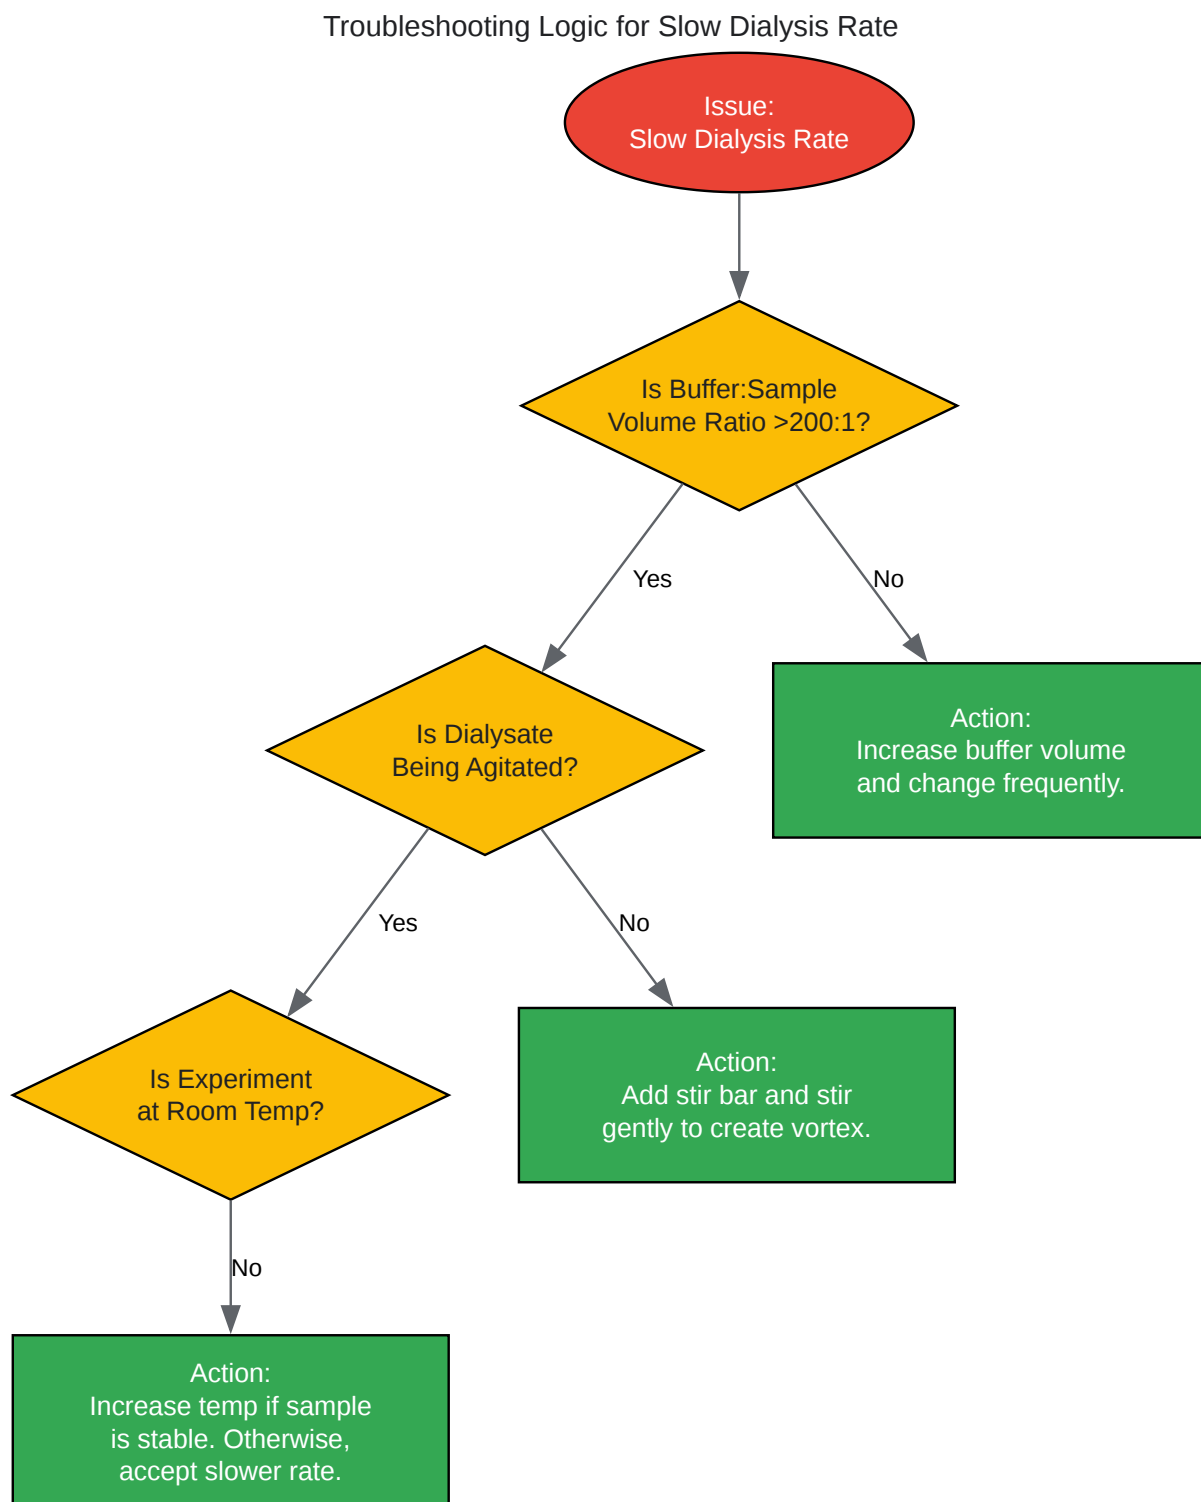 Troubleshooting Logic for Slow Dialysis Rate
Issue:
Slow Dialysis Rate
Is Buffer:Sample
Volume Ratio >200:1?
Yes
No
Is Dialysate
Being Agitated?
Action:
Increase buffer volume
and change frequently.
Yes
No
Is Experiment
at Room Temp?
Action:
Add stir bar and stir
gently to create vortex.
No
Action:
Increase temp if sample
is stable. Otherwise,
accept slower rate.